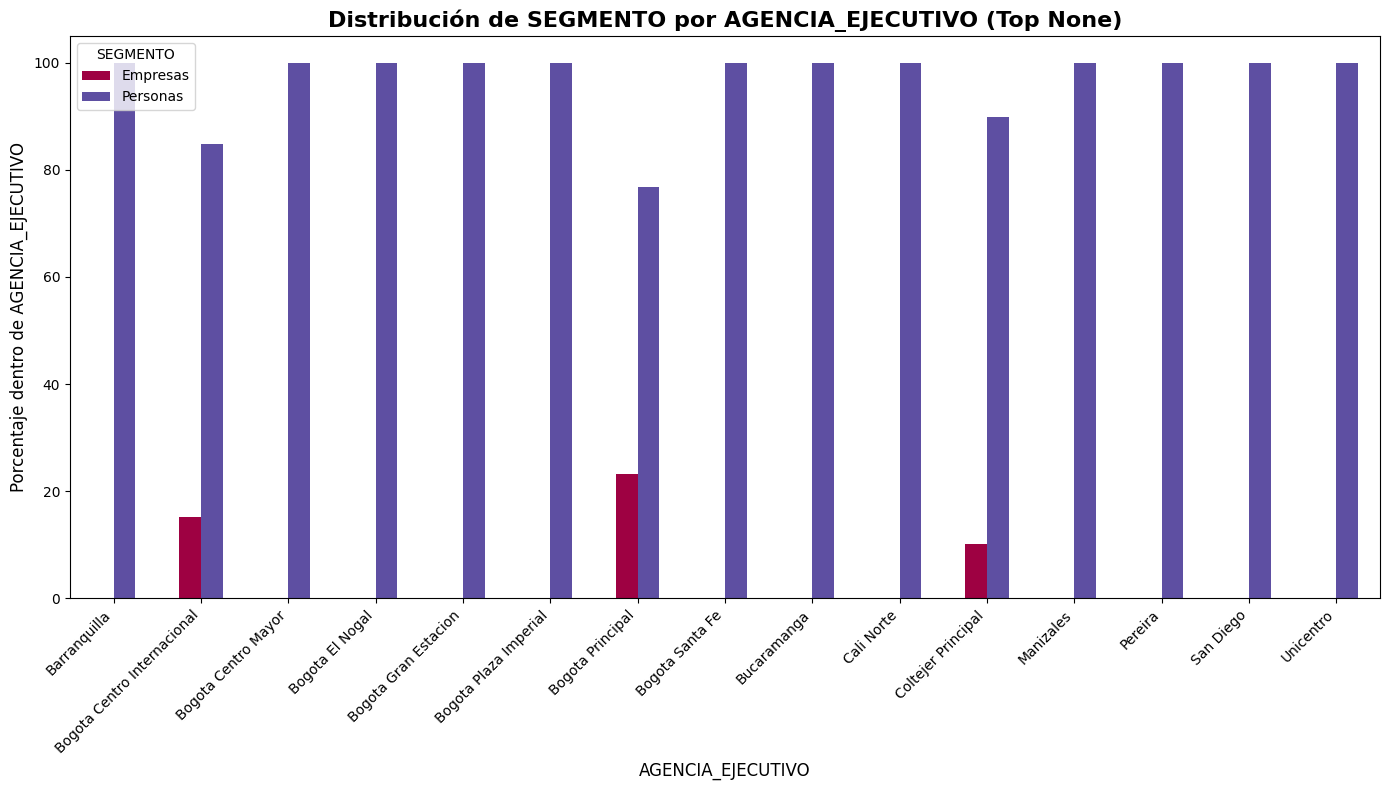 Distribución de SEGMENTO por AGENCIA_EJECUTIVO (Top None)
SEGMENTO
Empresas
Personas
Porcentaje dentro de AGENCIA_EJECUTIVO
100
80
60
40
20
0
Barranquilla
Bogota Centro Internacional
Bogota Centro Mayor
Bogota El Nogal
Bogota Gran Estacion
Bogota Plaza Imperial
Bogota Principal
Bogota Santa Fe
Bucaramanga
Cali Norte
Coltejer Principal
Manizales
Pereira
San Diego
Unicentro
AGENCIA_EJECUTIVO